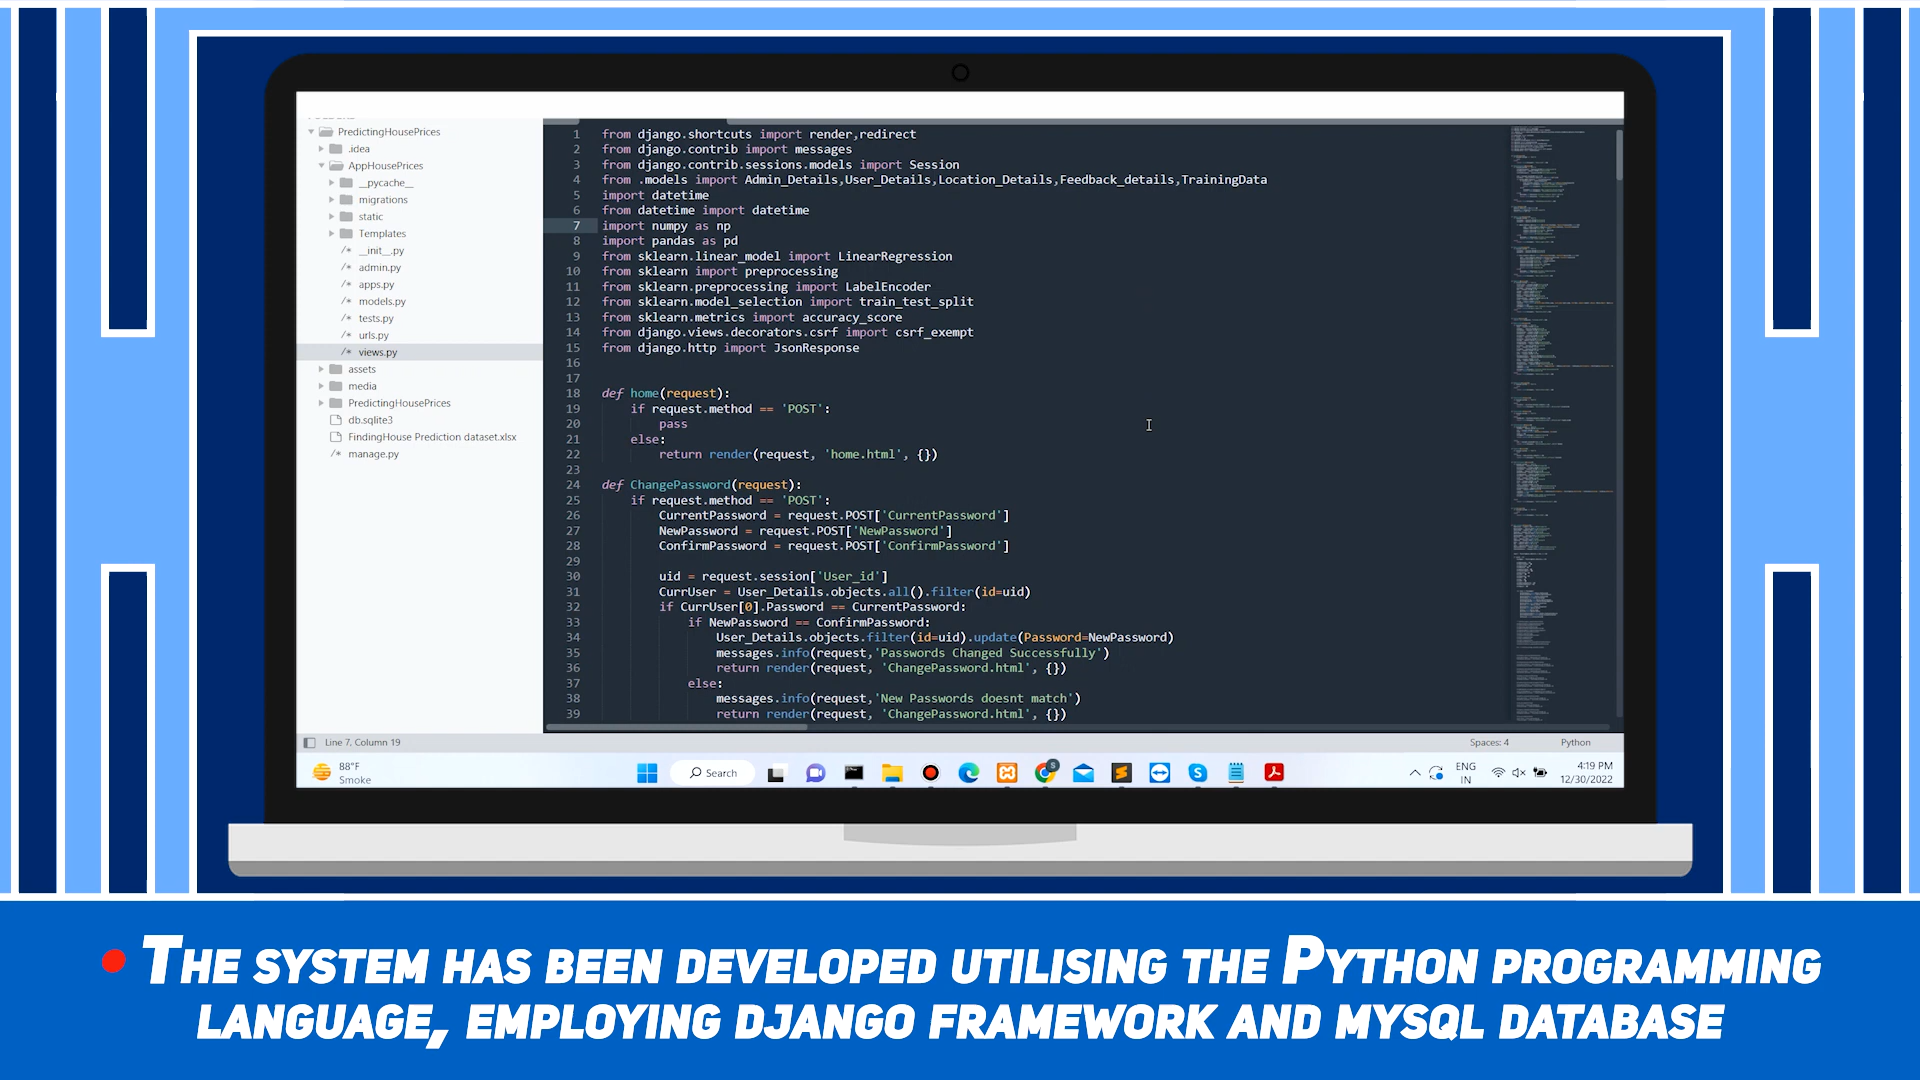 PredictingHousePrices
.idea
AppHousePrices
__pycache__
migrations
static
Templates
__init__.py
admin.py
apps.py
models.py
tests.py
urls.py
views.py
assets
media
PredictingHousePrices
db.sqlite3
FindingHouse Prediction dataset.xlsx
manage.py
1 from django.shortcuts import render,redirect
2 from django.contrib import messages
3 from django.contrib.sessions.models import Session
4 from .models import Admin_Details,User_Details,Location_Details,Feedback_details,TrainingData
5 import datetime
6 from datetime import datetime
7 import numpy as np
8 import pandas as pd
9 from sklearn.linear_model import LinearRegression
10 from sklearn import preprocessing
11 from sklearn.preprocessing import LabelEncoder
12 from sklearn.model_selection import train_test_split
13 from sklearn.metrics import accuracy_score
14 from django.views.decorators.csrf import csrf_exempt
15 from django.http import JsonResponse
16
17
18 def home(request):
19 if request.method == 'POST':
20 pass
21 else:
22 return render(request, 'home.html', {})
23
24 def ChangePassword(request):
25 if request.method == 'POST':
26 CurrentPassword = request.POST['CurrentPassword']
27 NewPassword = request.POST['NewPassword']
28 ConfirmPassword = request.POST['ConfirmPassword']
29
30 uid = request.session['User_id']
31 CurrUser = User_Details.objects.all().filter(id=uid)
32 if CurrUser[0].Password == CurrentPassword:
33 if NewPassword == ConfirmPassword:
34 User_Details.objects.filter(id=uid).update(Password=NewPassword)
35 messages.info(request,'Passwords Changed Successfully')
36 return render(request, 'ChangePassword.html', {})
37 else:
38 messages.info(request,'New Passwords doesnt match')
39 return render(request, 'ChangePassword.html', {})
Line 7, Column 19
Spaces: 4
Python
88°F
Smoke
Search
S
ENG
IN
4:19 PM
12/30/2022
The system has been developed utilising the Python programming
language, employing django framework and mysql database